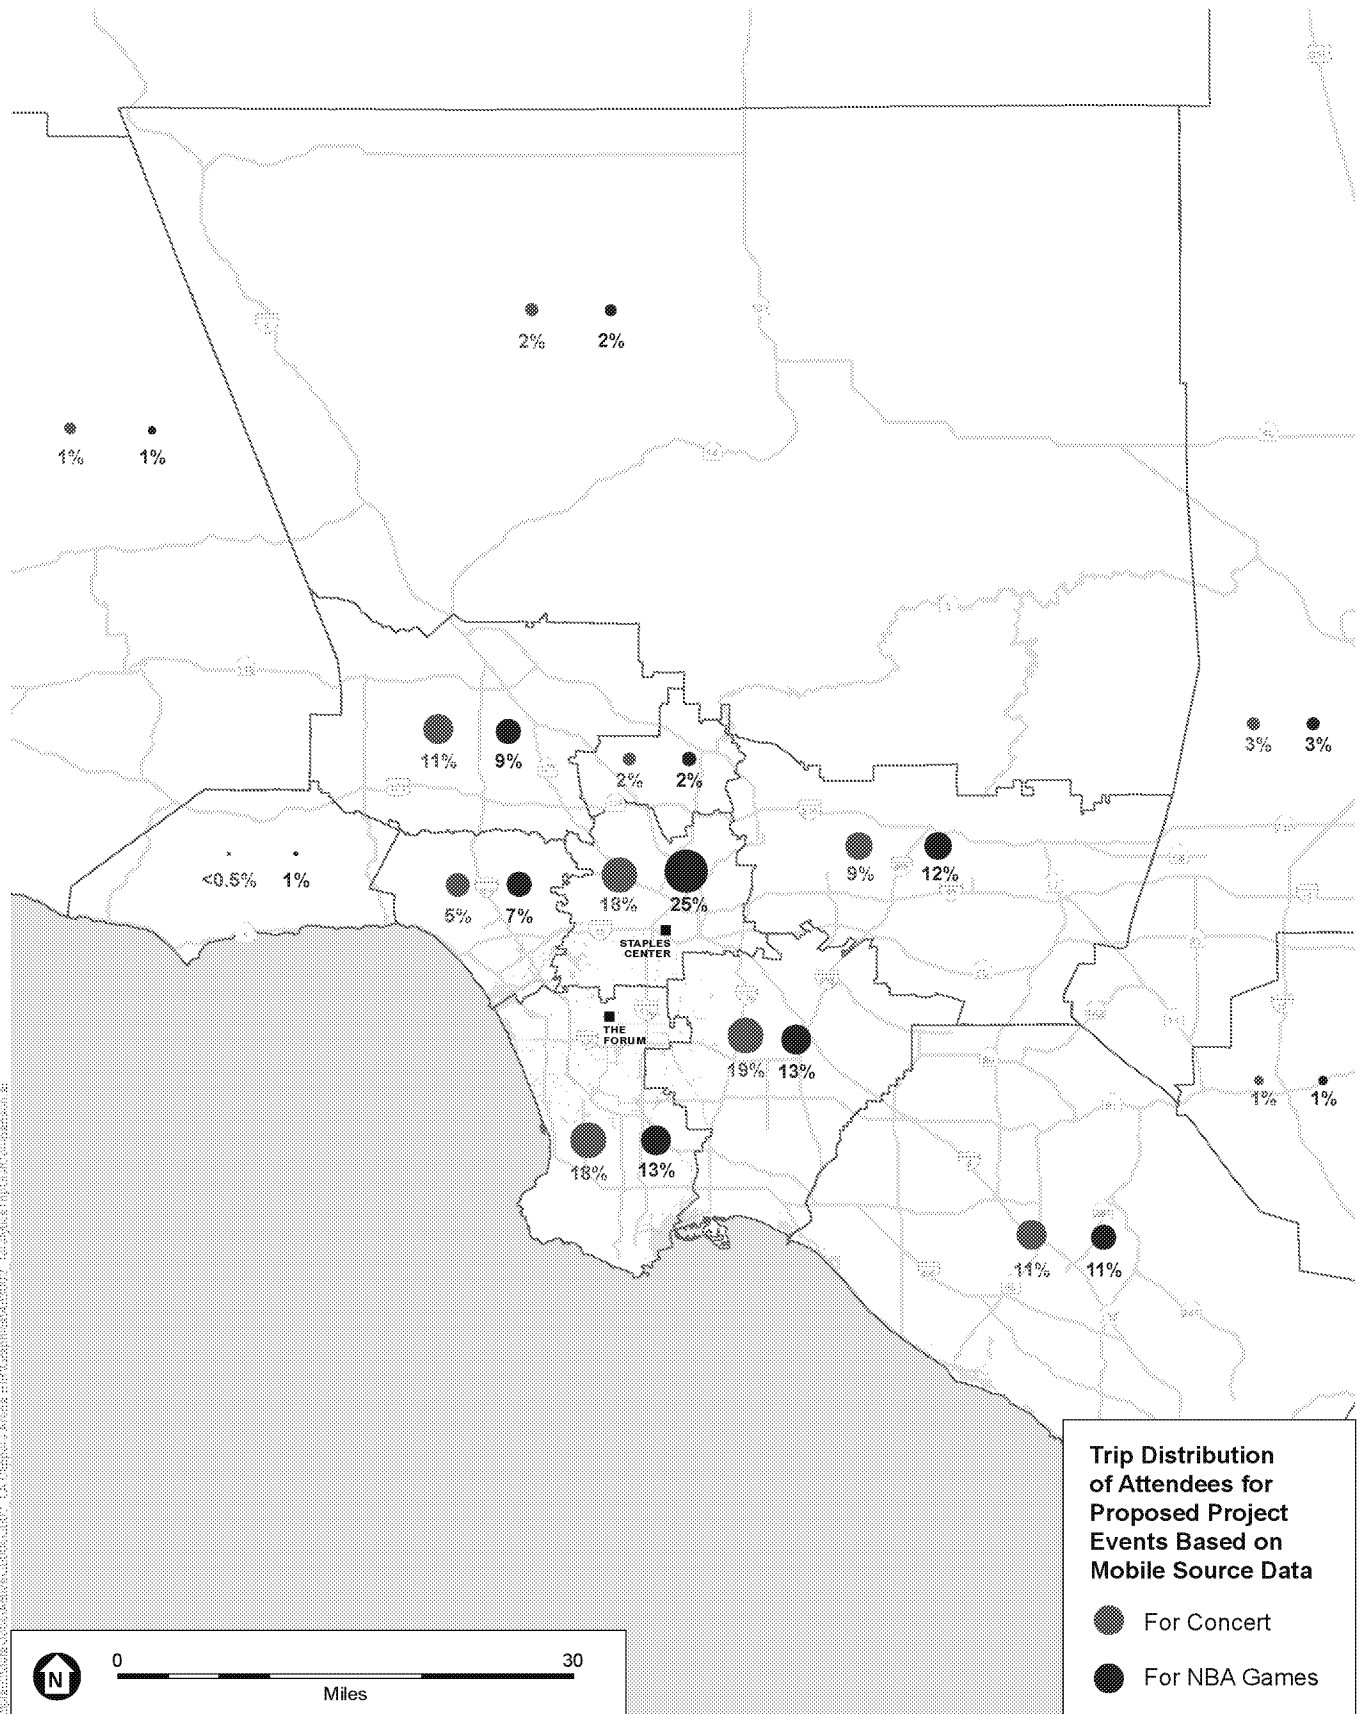 2%
2%
1%
1%
11%
9%
2%
2%
3%
3%
<0.5%
1%
5%
7%
18%
25%
9%
12%
STAPLES
CENTER
THE
FORUM
19%
13%
1%
1%
18%
13%
11%
11%
Trip Distribution
of Attendees for
Proposed Project
Events Based on
Mobile Source Data
For Concert
For NBA Games
N
0
30
Miles